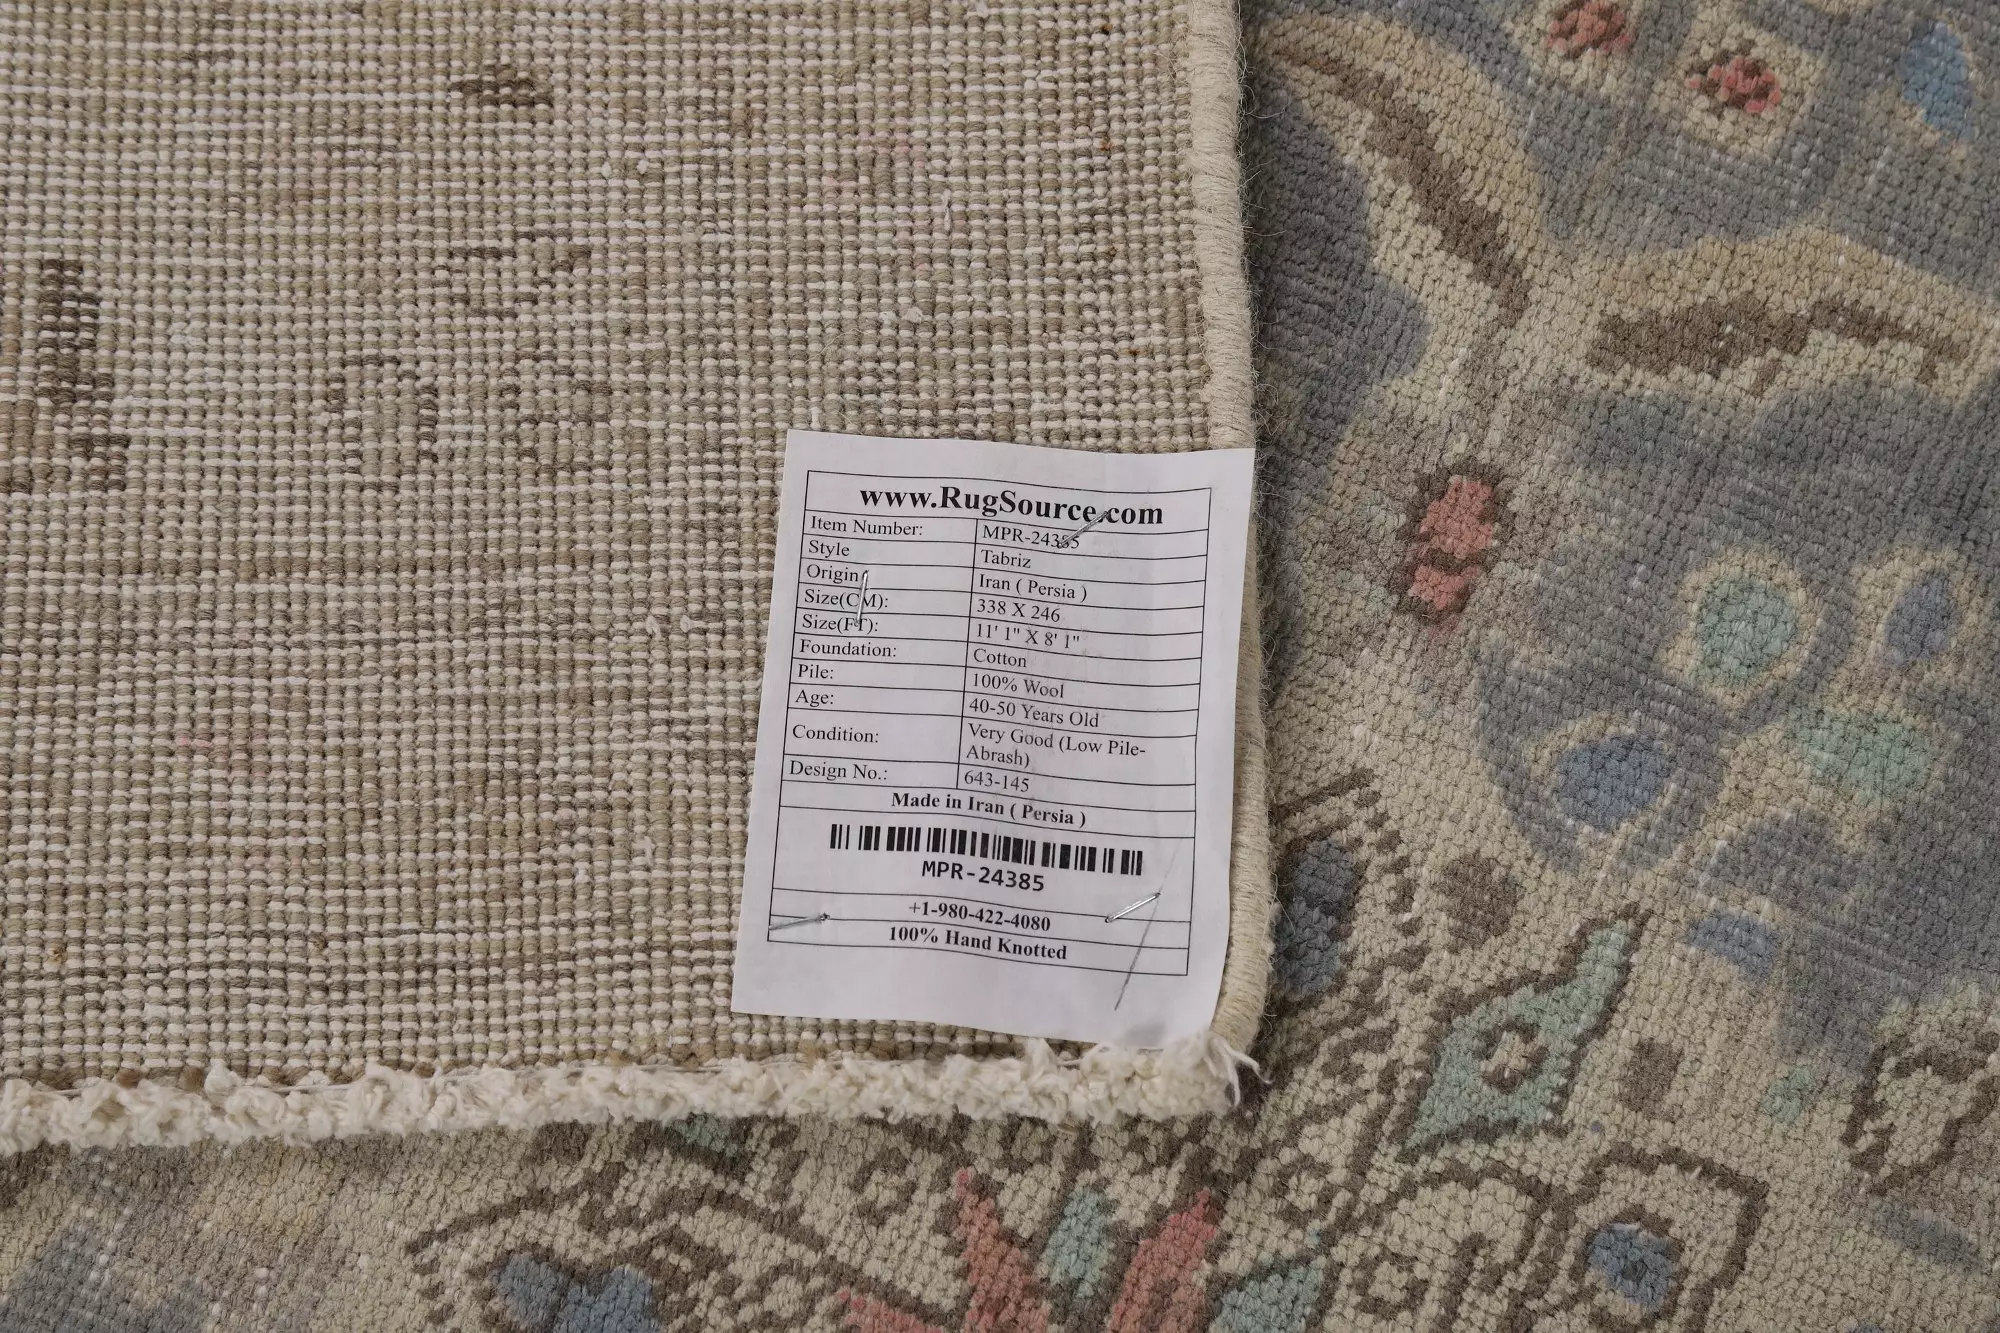 www.RugSource.com
Item Number: MPR-24385
Style Tabriz
Origin Iran ( Persia )
Size(CM): 338 X 246
Size(FT): 11' 1" X 8' 1"
Foundation: Cotton
Pile: 100% Wool
Age: 40-50 Years Old
Condition: Very Good (Low Pile-
Abrash)
Design No.: 643-145
Made in Iran ( Persia )
MPR-24385
+1-980-422-4080
100% Hand Knotted